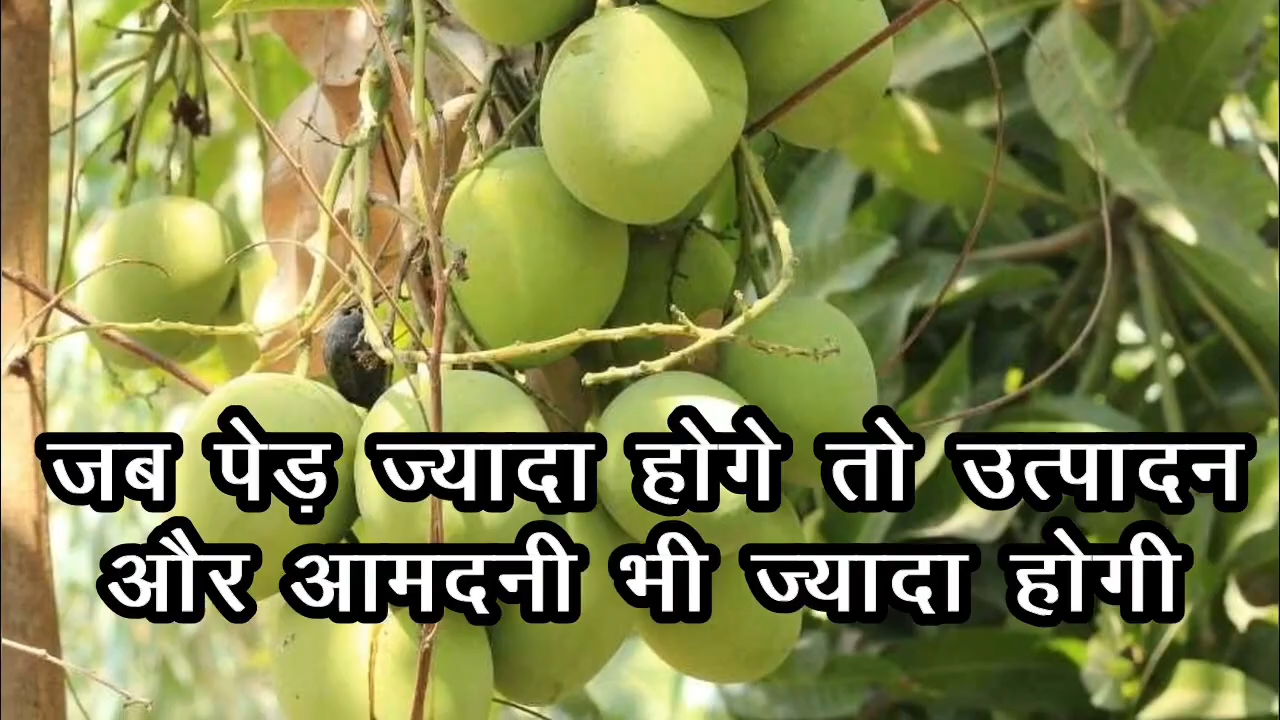 जब पेड़ ज्यादा होगे तो उत्पादन
और आमदनी भी ज्यादा होगी